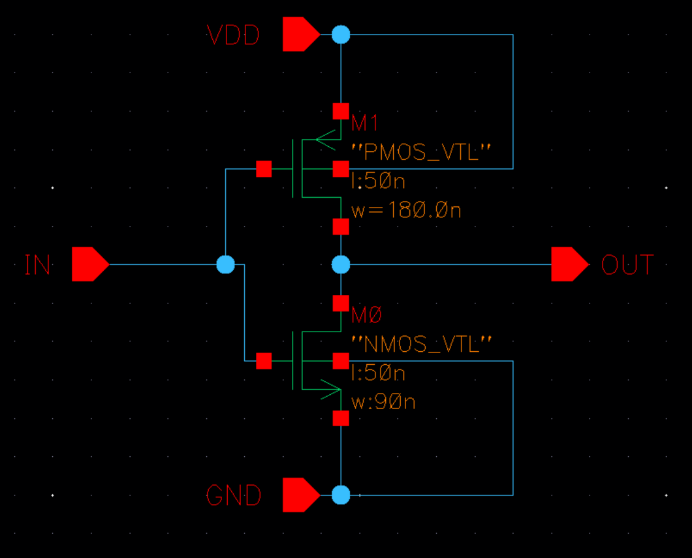 VDD
M1
"PMOS_VTL"
l:50n
w=180.0n
IN
OUT
M0
"NMOS_VTL"
l:50n
w:90n
GND